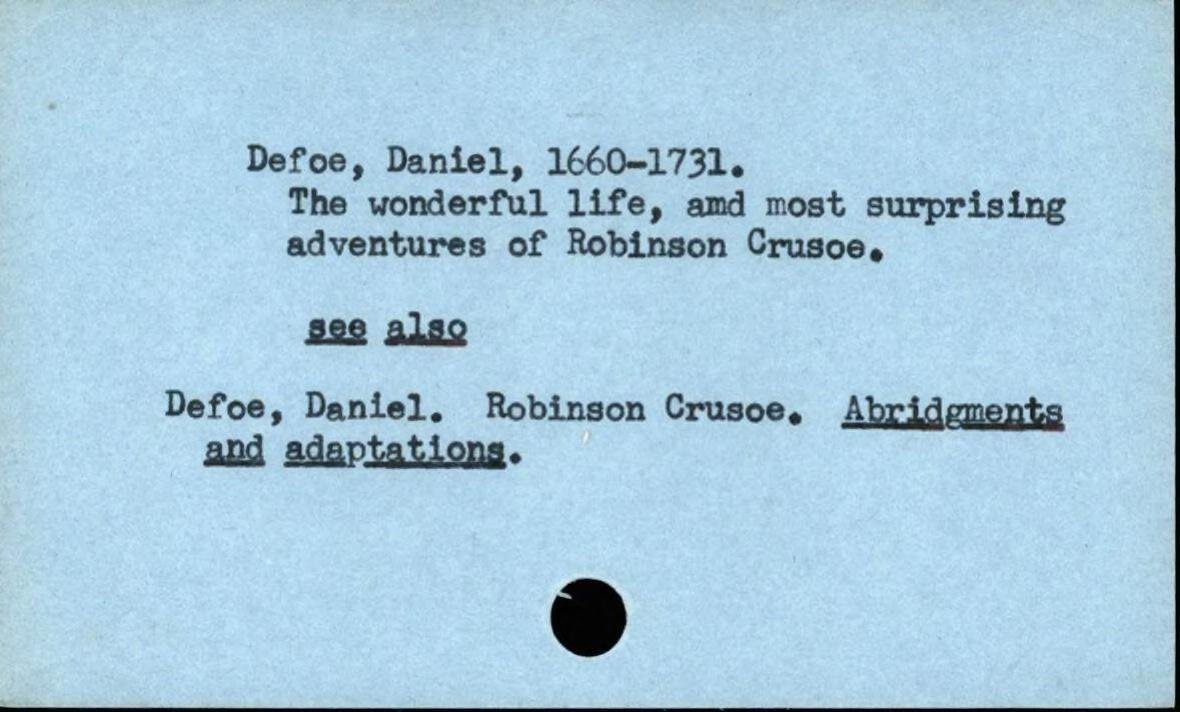 Defoe, Daniel, 1660-1731.
The wonderful life, amd most surprising
adventures of Robinson Crusoe.
see also
Defoe, Daniel. Robinson Crusoe. Abridgments
and adaptations.